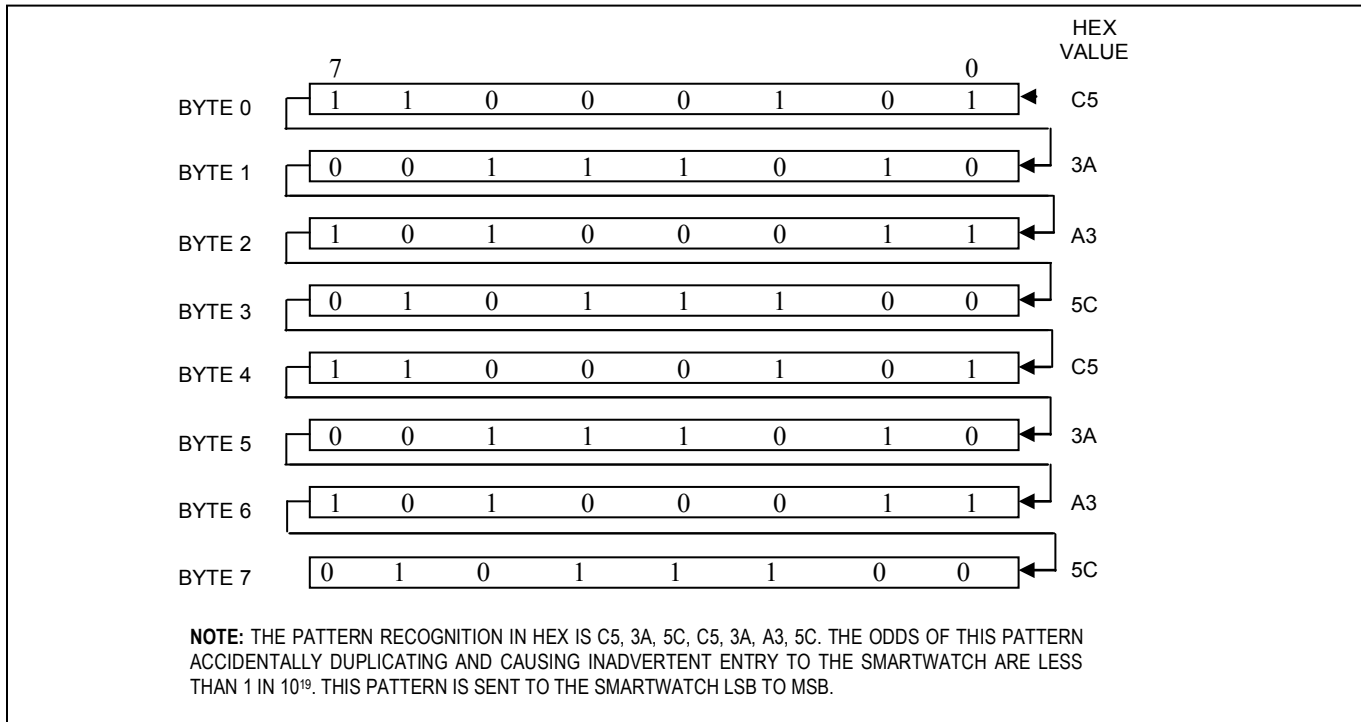 HEX
VALUE
7 0
BYTE 0 1 1 0 0 0 1 0 1 C5
BYTE 1 0 0 1 1 1 0 1 0 3A
BYTE 2 1 0 1 0 0 0 1 1 A3
BYTE 3 0 1 0 1 1 1 0 0 5C
BYTE 4 1 1 0 0 0 1 0 1 C5
BYTE 5 0 0 1 1 1 0 1 0 3A
BYTE 6 1 0 1 0 0 0 1 1 A3
BYTE 7 0 1 0 1 1 1 0 0 5C
NOTE: THE PATTERN RECOGNITION IN HEX IS C5, 3A, 5C, C5, 3A, A3, 5C. THE ODDS OF THIS PATTERN
ACCIDENTALLY DUPLICATING AND CAUSING INADVERTENT ENTRY TO THE SMARTWATCH ARE LESS
THAN 1 IN 10¹⁹. THIS PATTERN IS SENT TO THE SMARTWATCH LSB TO MSB.